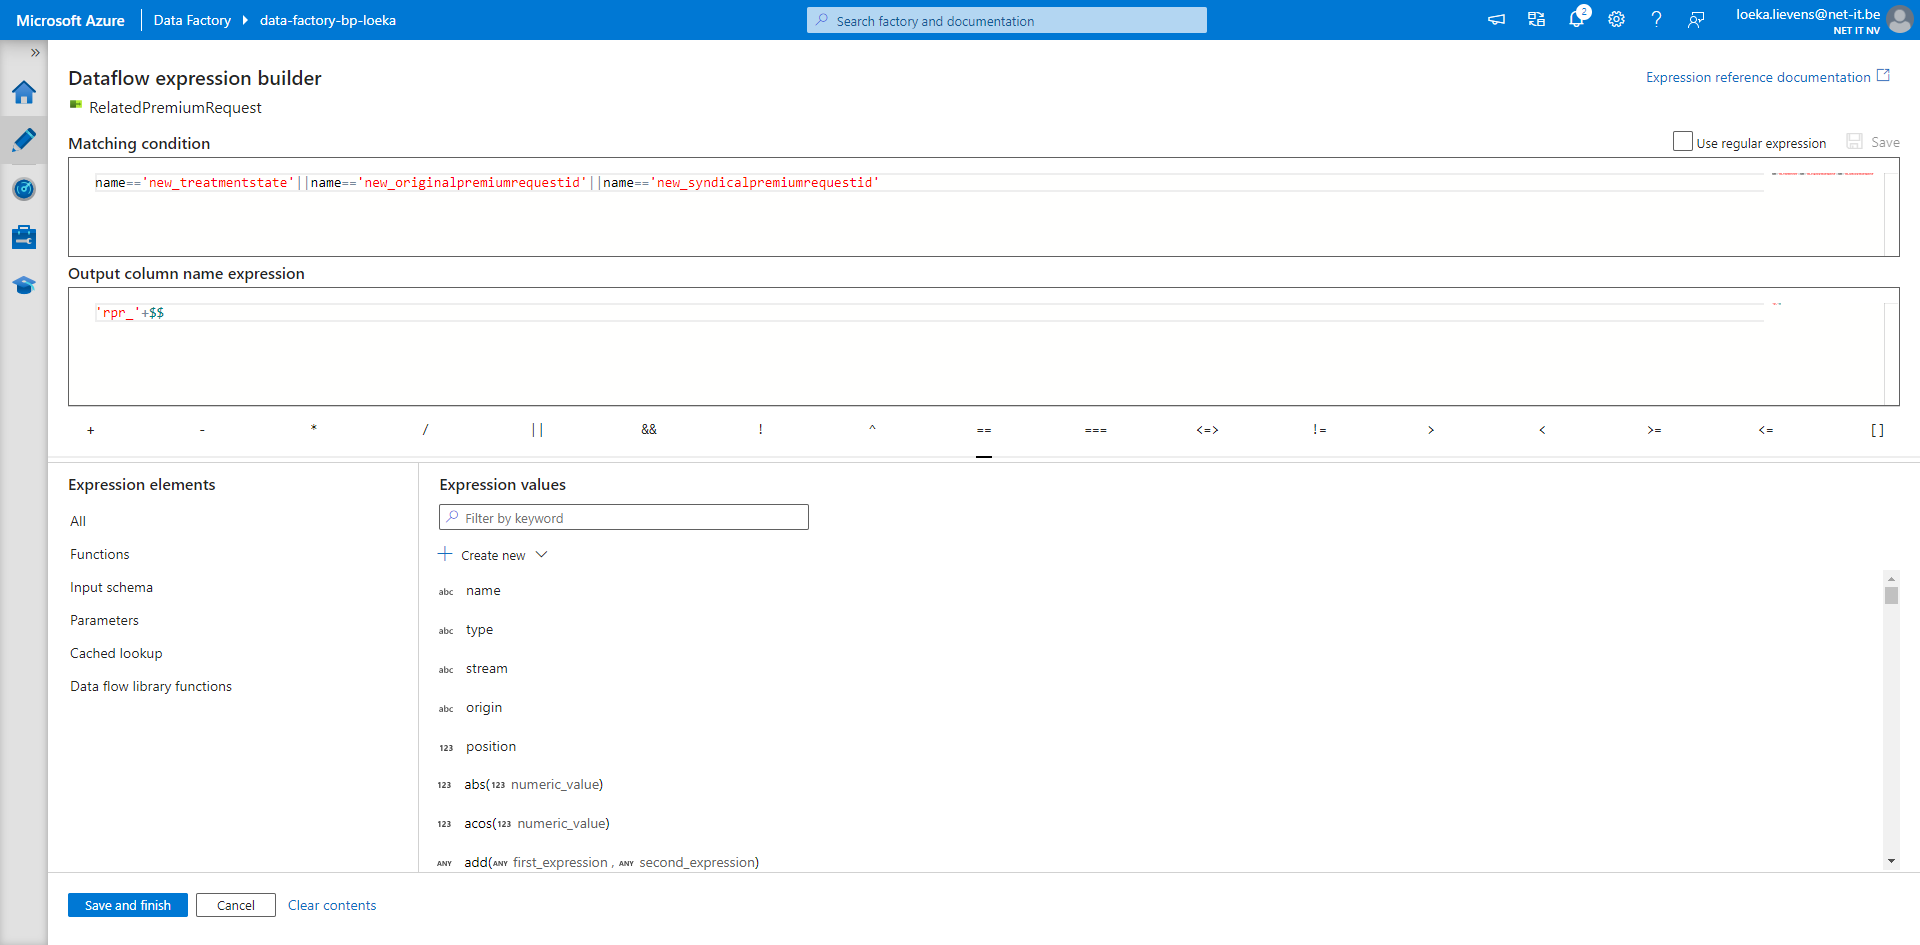 Microsoft Azure
Data Factory
data-factory-bp-loeka
Search factory and documentation
2
loeka.lievens@net-it.be
NET IT NV
Dataflow expression builder
Expression reference documentation
RelatedPremiumRequest
Matching condition
Use regular expression
Save
name=='new_treatmentstate'||name=='new_originalpremiumrequestid'||name=='new_syndicalpremiumrequestid'
Output column name expression
'rpr_'+$$
+ - * / || && ! ^ == === <=> != > < >= <= []
Expression elements
All
Functions
Input schema
Parameters
Cached lookup
Data flow library functions
Expression values
Filter by keyword
Create new
abc name
abc type
abc stream
abc origin
123 position
123 abs(123 numeric_value)
123 acos(123 numeric_value)
ANY add(ANY first_expression , ANY second_expression)
Save and finish
Cancel
Clear contents